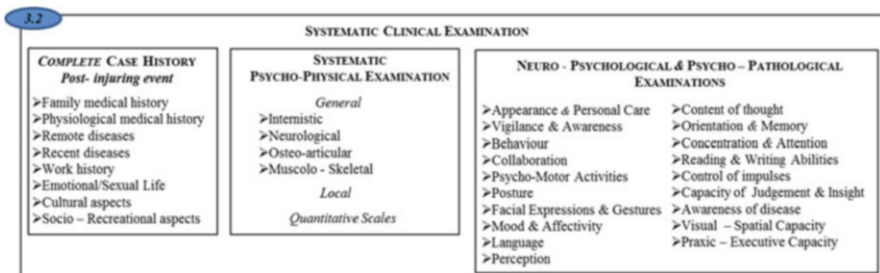 3.2
SYSTEMATIC CLINICAL EXAMINATION
COMPLETE CASE HISTORY
Post- injuring event
➢Family medical history
➢Physiological medical history
➢Remote diseases
➢Recent diseases
➢Work history
➢Emotional/Sexual Life
➢Cultural aspects
➢Socio – Recreational aspects
SYSTEMATIC
PSYCHO-PHYSICAL EXAMINATION
General
➢Internistic
➢Neurological
➢Osteo-articular
➢Muscolo - Skeletal
Local
Quantitative Scales
NEURO - PSYCHOLOGICAL & PSYCHO – PATHOLOGICAL
EXAMINATIONS
➢Appearance & Personal Care
➢Vigilance & Awareness
➢Behaviour
➢Collaboration
➢Psycho-Motor Activities
➢Posture
➢Facial Expressions & Gestures
➢Mood & Affectivity
➢Language
➢Perception
➢Content of thought
➢Orientation & Memory
➢Concentration & Attention
➢Reading & Writing Abilities
➢Control of impulses
➢Capacity of Judgement & Insight
➢Awareness of disease
➢Visual – Spatial Capacity
➢Praxic – Executive Capacity